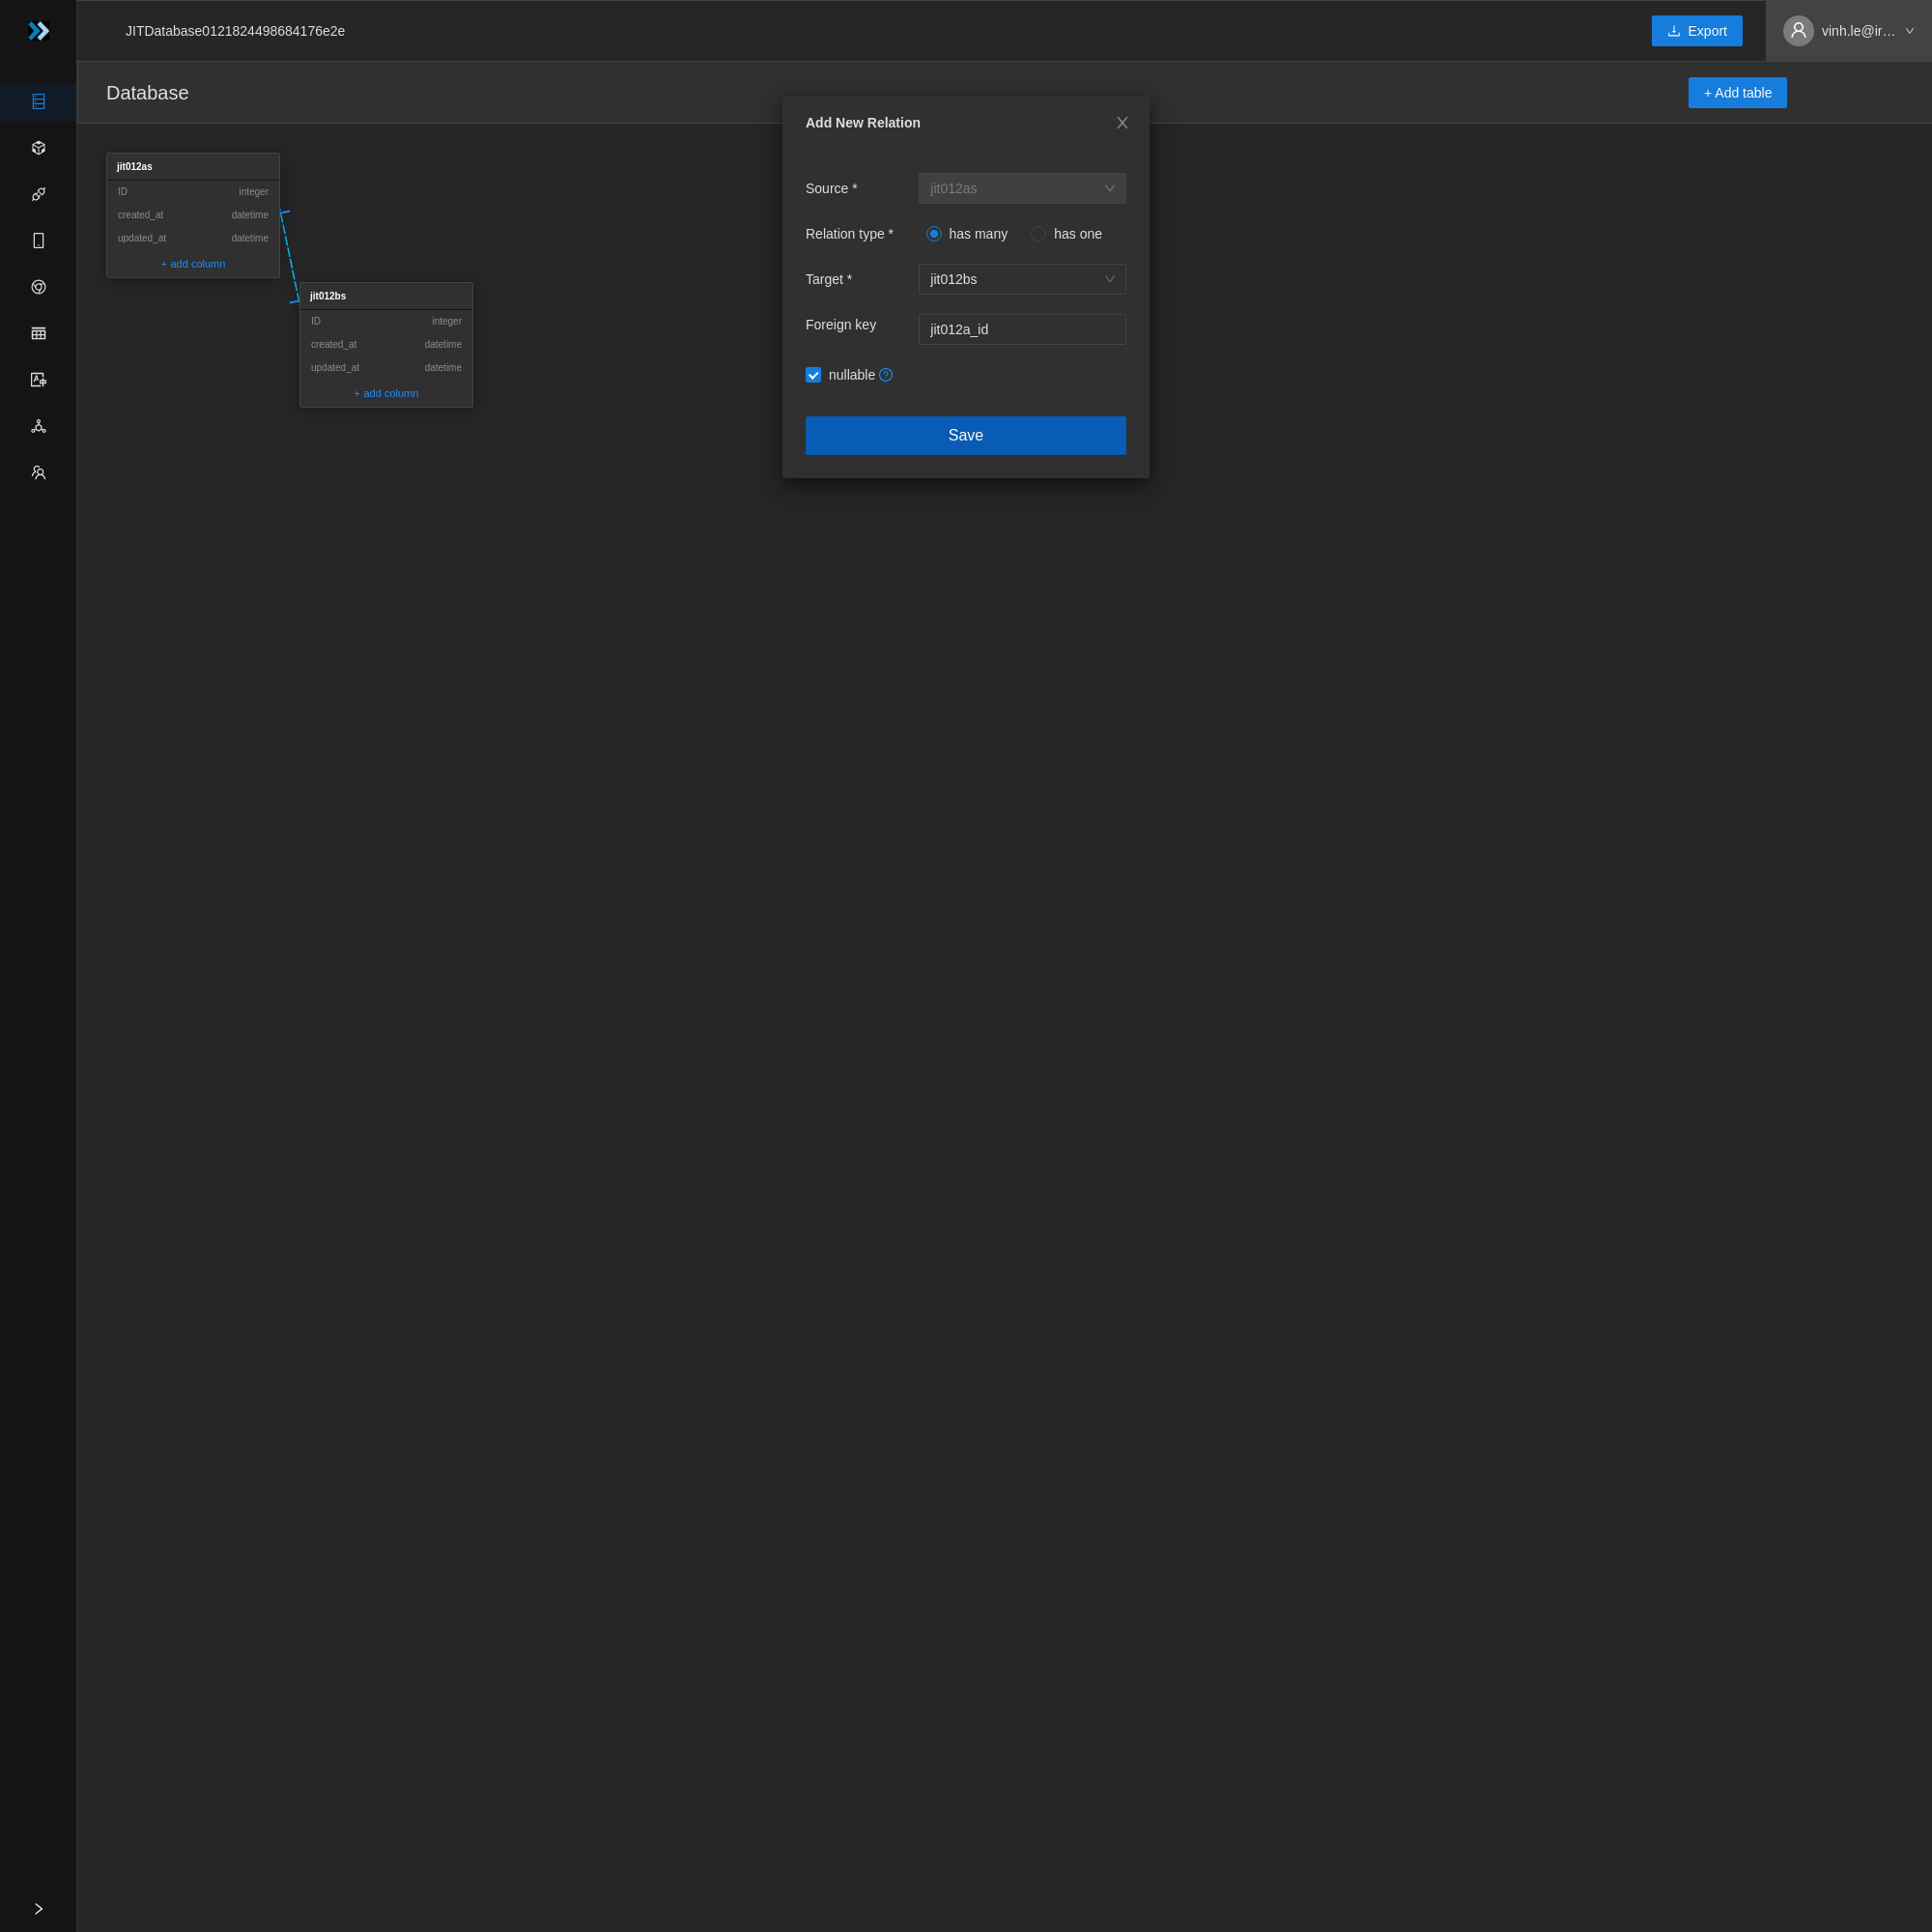 JITDatabase0121824498684176e2e
Export
vinh.le@ir…
Database
+ Add table
Add New Relation
Source *
jit012as
Relation type *
has many
has one
Target *
jit012bs
Foreign key
jit012a_id
nullable
Save
jit012as
ID integer
created_at datetime
updated_at datetime
+ add column
jit012bs
ID integer
created_at datetime
updated_at datetime
+ add column